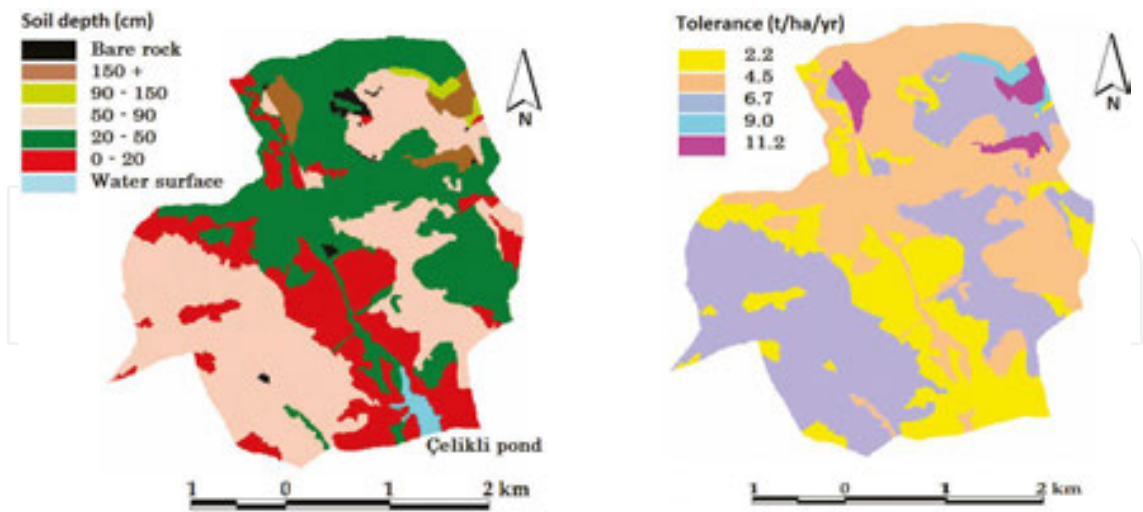 Soil depth (cm)
Bare rock
150 +
90 - 150
50 - 90
20 - 50
0 - 20
Water surface
N
Çelikli pond
1 0 1 2 km
Tolerance (t/ha/yr)
2.2
4.5
6.7
9.0
11.2
N
1 0 1 2 km